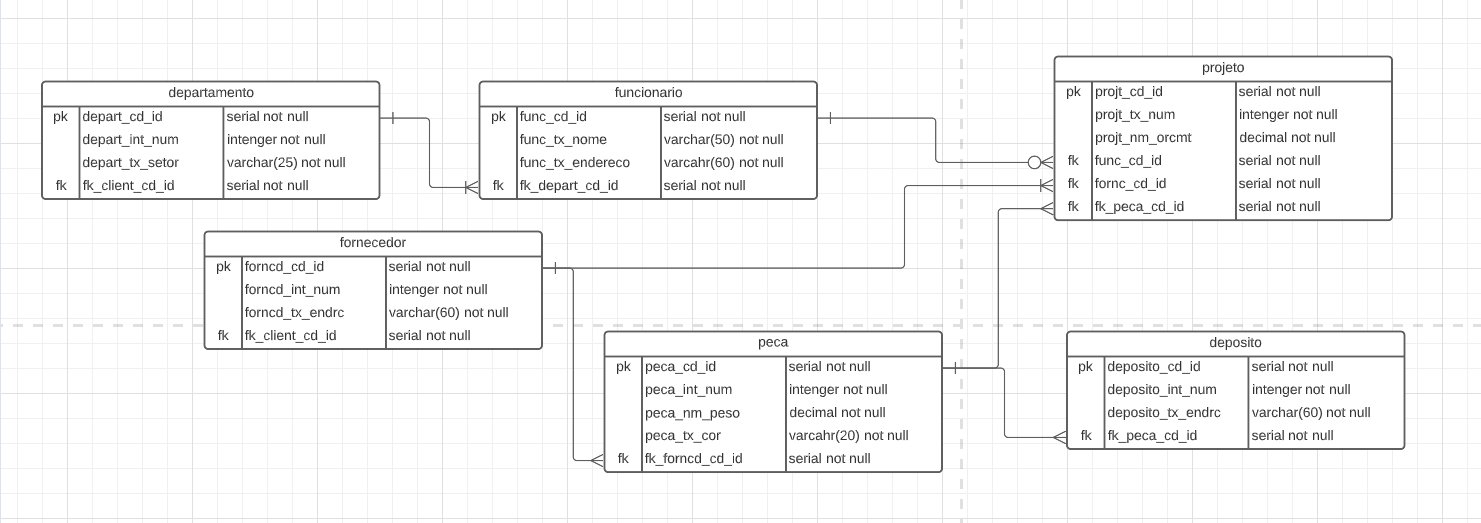 departamento
pk depart_cd_id serial not null
depart_int_num intenger not null
depart_tx_setor varchar(25) not null
fk fk_client_cd_id serial not null
funcionario
pk func_cd_id serial not null
func_tx_nome varchar(50) not null
func_tx_endereco varcahr(60) not null
fk fk_depart_cd_id serial not null
projeto
pk projt_cd_id serial not null
projt_tx_num intenger not null
projt_nm_orcmt decimal not null
fk func_cd_id serial not null
fk fornc_cd_id serial not null
fk fk_peca_cd_id serial not null
fornecedor
pk forncd_cd_id serial not null
forncd_int_num intenger not null
forncd_tx_endrc varchar(60) not null
fk fk_client_cd_id serial not null
peca
pk peca_cd_id serial not null
peca_int_num intenger not null
peca_nm_peso decimal not null
peca_tx_cor varcahr(20) not null
fk fk_forncd_cd_id serial not null
deposito
pk deposito_cd_id serial not null
deposito_int_num intenger not null
deposito_tx_endrc varchar(60) not null
fk fk_peca_cd_id serial not null